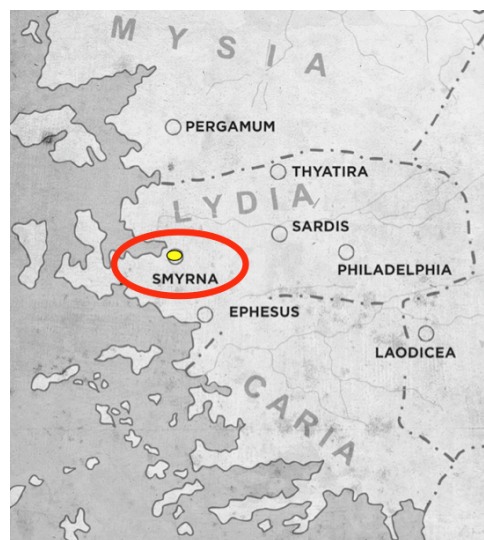 MYSIA
PERGAMUM
THYATIRA
LYDIA
SARDIS
PHILADELPHIA
SMYRNA
EPHESUS
LAODICEA
CARIA